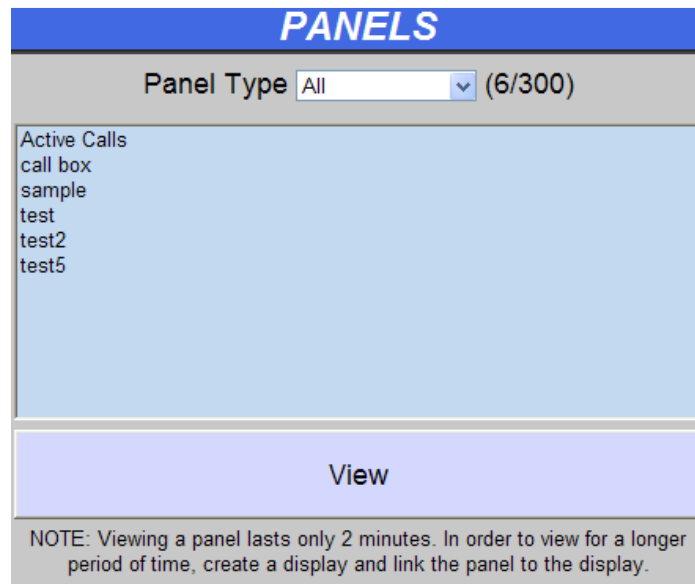 PANELS
Panel Type All (6/300)
Active Calls
call box
sample
test
test2
test5
View
NOTE: Viewing a panel lasts only 2 minutes. In order to view for a longer
period of time, create a display and link the panel to the display.